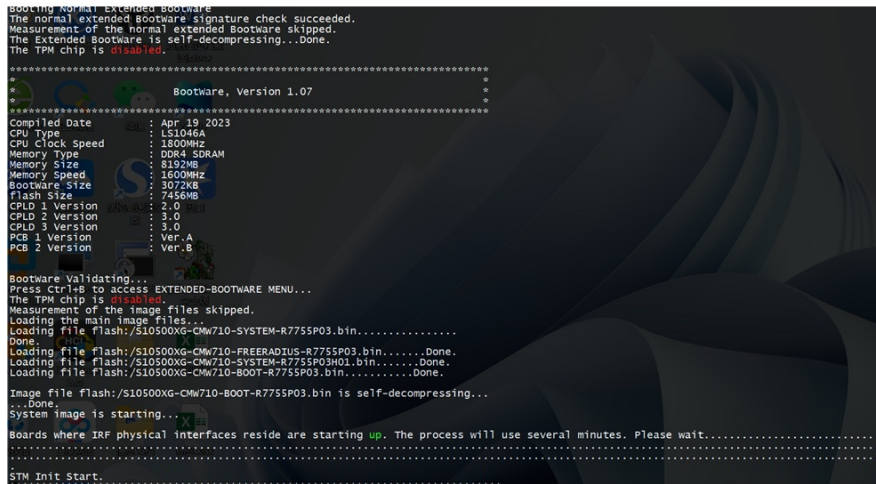 Booting Normal Extended BootWare
The normal extended BootWare signature check succeeded.
Measurement of the normal extended BootWare skipped.
The Extended BootWare is self-decompressing...Done.
The TPM chip is disabled.
****************************************************************************
* *
* BootWare, Version 1.07 *
* *
****************************************************************************
Compiled Date : Apr 19 2023
CPU Type : LS1046A
CPU Clock Speed : 1800MHz
Memory Type : DDR4 SDRAM
Memory Size : 8192MB
Memory Speed : 1600MHz
BootWare Size : 3072KB
flash Size : 7456MB
CPLD 1 Version : 2.0
CPLD 2 Version : 3.0
CPLD 3 Version : 3.0
PCB 1 Version : Ver.A
PCB 2 Version : Ver.B
BootWare Validating...
Press Ctrl+B to access EXTENDED-BOOTWARE MENU...
The TPM chip is disabled.
Measurement of the image files skipped.
Loading the main image files...
Loading file flash:/S10500XG-CMW710-SYSTEM-R7755P03.bin................
Done.
Loading file flash:/S10500XG-CMW710-FREERADIUS-R7755P03.bin.......Done.
Loading file flash:/S10500XG-CMW710-SYSTEM-R7755P03H01.bin.......Done.
Loading file flash:/S10500XG-CMW710-BOOT-R7755P03.bin............Done.
Image file flash:/S10500XG-CMW710-BOOT-R7755P03.bin is self-decompressing...
...Done.
System image is starting...
Boards where IRF physical interfaces reside are starting up. The process will use several minutes. Please wait...........................
.........................................................................................................................................
.........................................................................................................................................
.
STM Init Start.